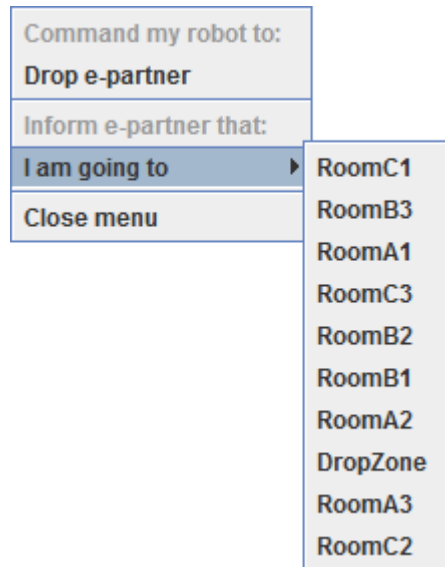 Command my robot to:
Drop e-partner
Inform e-partner that:
I am going to
Close menu
RoomC1
RoomB3
RoomA1
RoomC3
RoomB2
RoomB1
RoomA2
DropZone
RoomA3
RoomC2